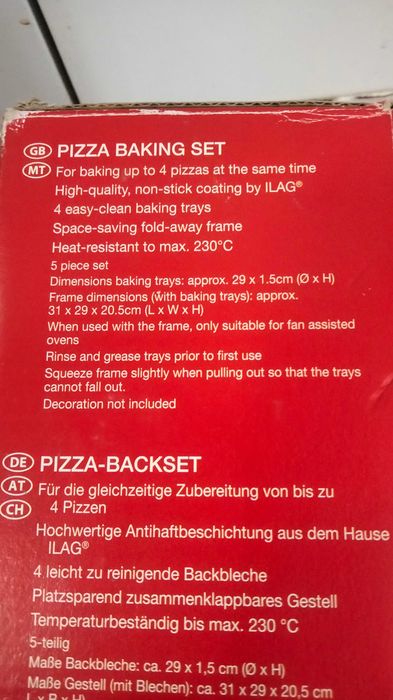 GB PIZZA BAKING SET
MT For baking up to 4 pizzas at the same time
High-quality, non-stick coating by ILAG®
4 easy-clean baking trays
Space-saving fold-away frame
Heat-resistant to max. 230°C
5 piece set
Dimensions baking trays: approx. 29 x 1.5cm (Ø x H)
Frame dimensions (with baking trays): approx.
31 x 29 x 20.5cm (L x W x H)
When used with the frame, only suitable for fan assisted
ovens
Rinse and grease trays prior to first use
Squeeze frame slightly when pulling out so that the trays
cannot fall out.
Decoration not included
DE PIZZA-BACKSET
AT Für die gleichzeitige Zubereitung von bis zu
CH 4 Pizzen
Hochwertige Antihaftbeschichtung aus dem Hause
ILAG®
4 leicht zu reinigende Backbleche
Platzsparend zusammenklappbares Gestell
Temperaturbeständig bis max. 230 °C
5-teilig
Maße Backbleche: ca. 29 x 1,5 cm (Ø x H)
Maße Gestell (mit Blechen): ca. 31 x 29 x 20,5 cm
L x B x H)